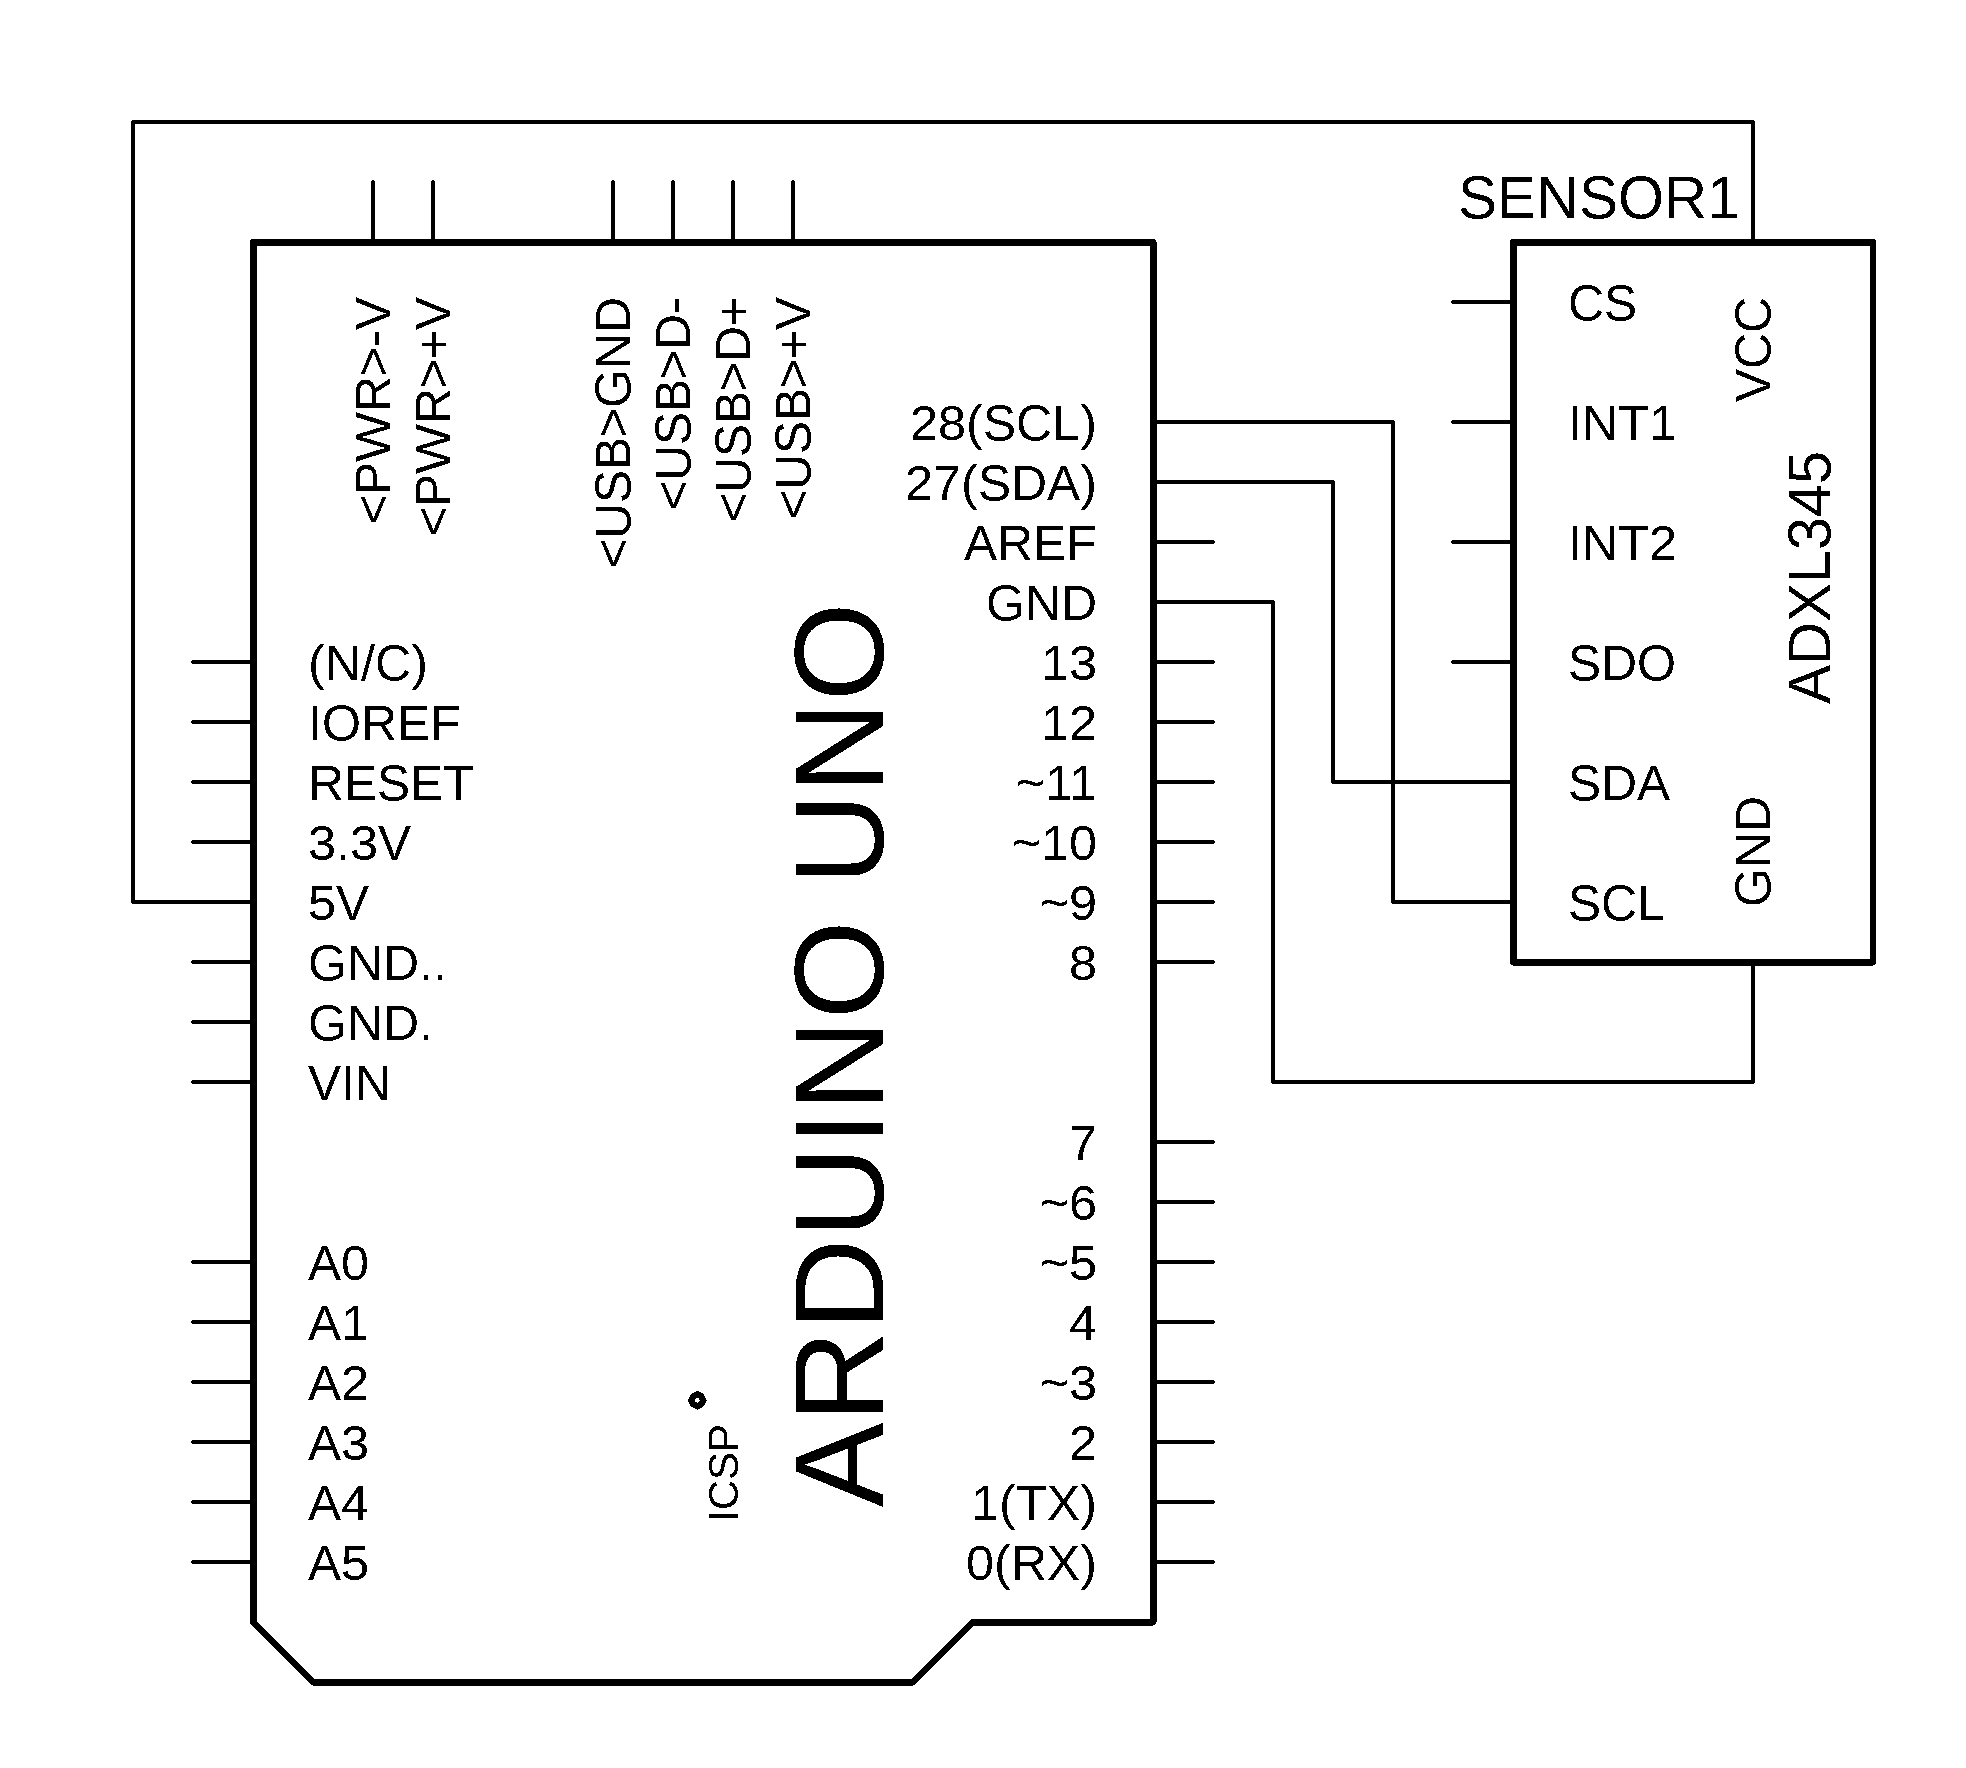 SENSOR1
<PWR>-V
<PWR>+V
<USB>GND
<USB>D-
<USB>D+
<USB>+V
28(SCL)
27(SDA)
AREF
GND
13
12
~11
~10
~9
8
7
~6
~5
4
~3
2
1(TX)
0(RX)
(N/C)
IOREF
RESET
3.3V
5V
GND..
GND.
VIN
A0
A1
A2
A3
A4
A5
ICSP
ARDUINO UNO
CS
INT1
INT2
SDO
SDA
SCL
VCC
GND
ADXL345